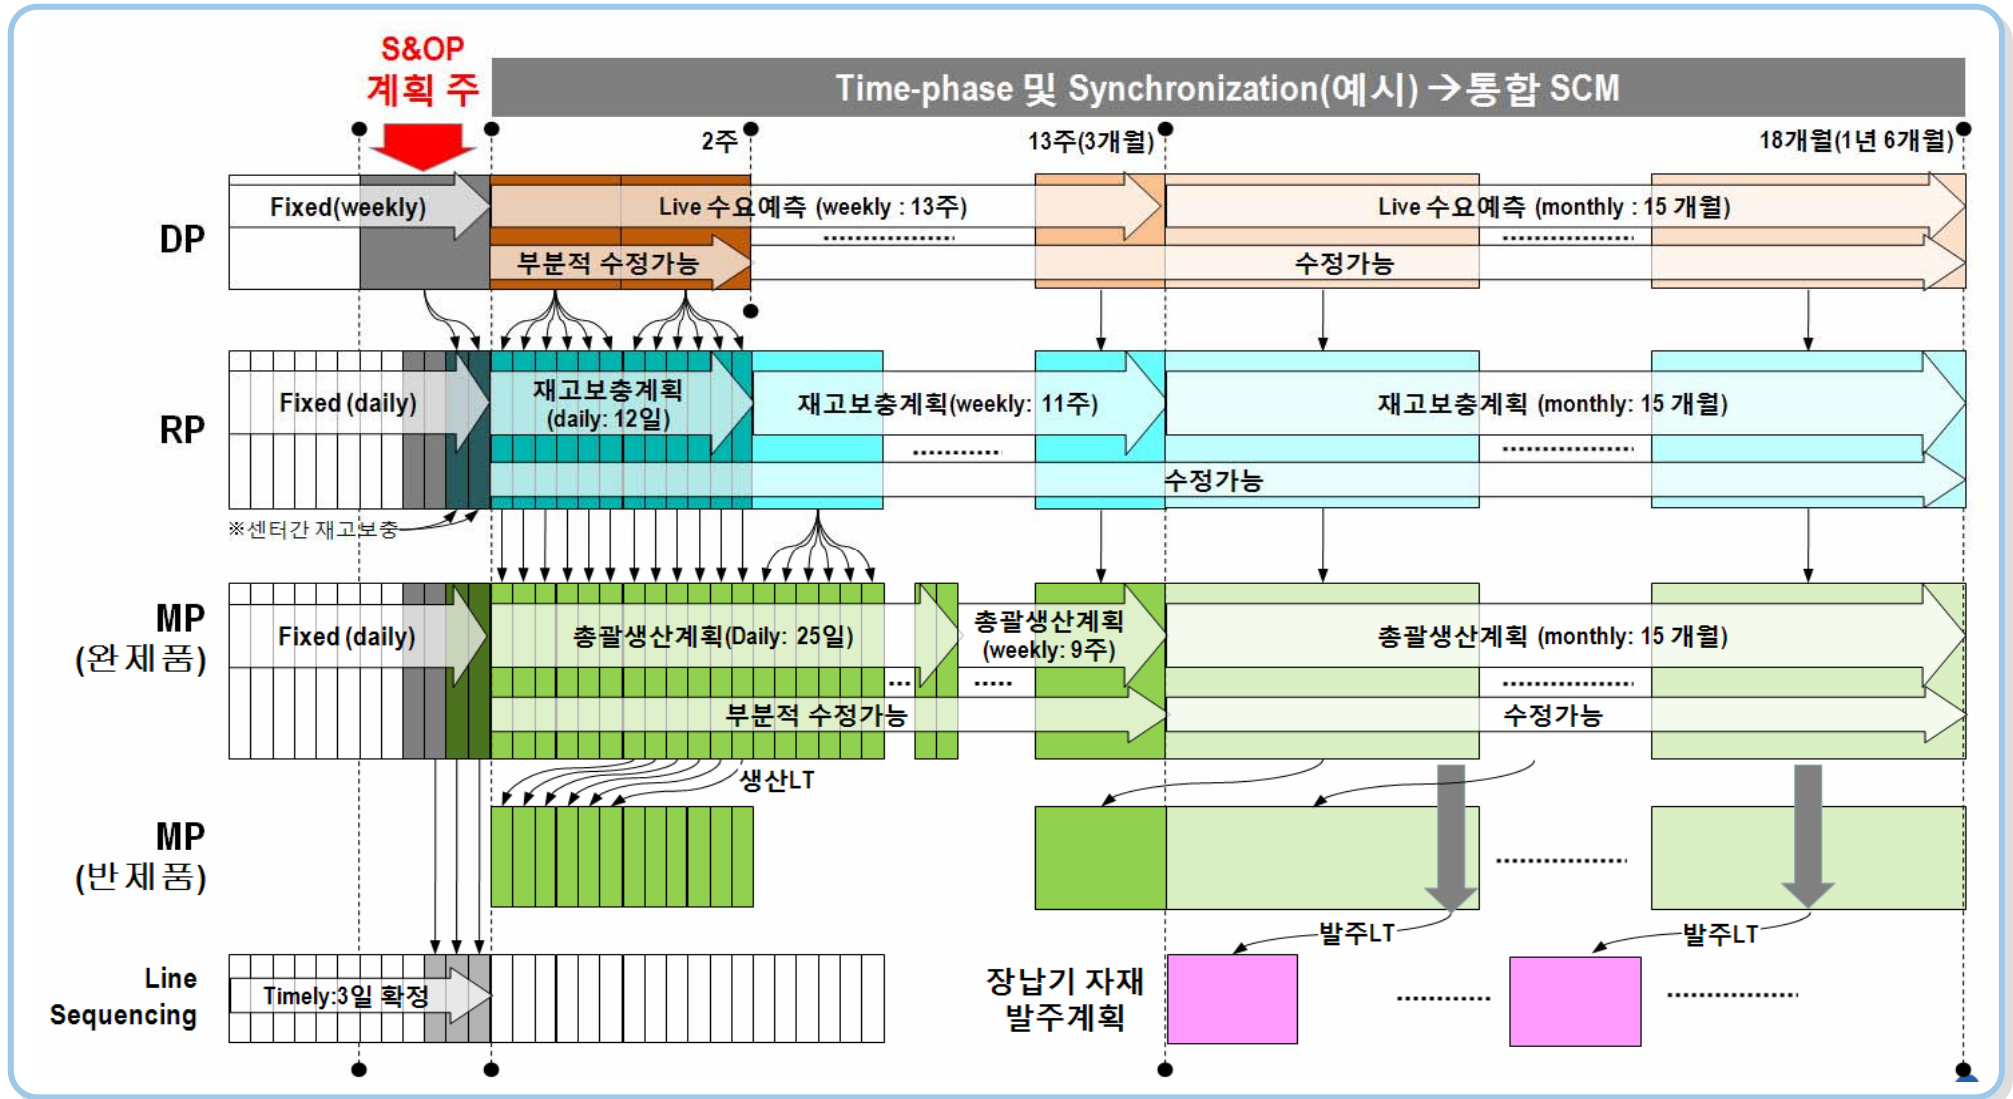 S&OP
계획 주
Time-phase 및 Synchronization(예시) →통합 SCM
2주
13주(3개월)
18개월(1년 6개월)
DP
Fixed(weekly)
Live 수요예측 (weekly : 13주)
Live 수요예측 (monthly : 15 개월)
부분적 수정가능
수정가능
RP
Fixed (daily)
재고보충계획
(daily: 12일)
재고보충계획(weekly: 11주)
재고보충계획 (monthly: 15 개월)
수정가능
※센터간 재고보충
MP
(완제품)
Fixed (daily)
총괄생산계획(Daily: 25일)
총괄생산계획
(weekly: 9주)
총괄생산계획 (monthly: 15 개월)
부분적 수정가능
수정가능
생산LT
MP
(반제품)
발주LT
발주LT
Line
Sequencing
Timely:3일 확정
장납기 자재
발주계획